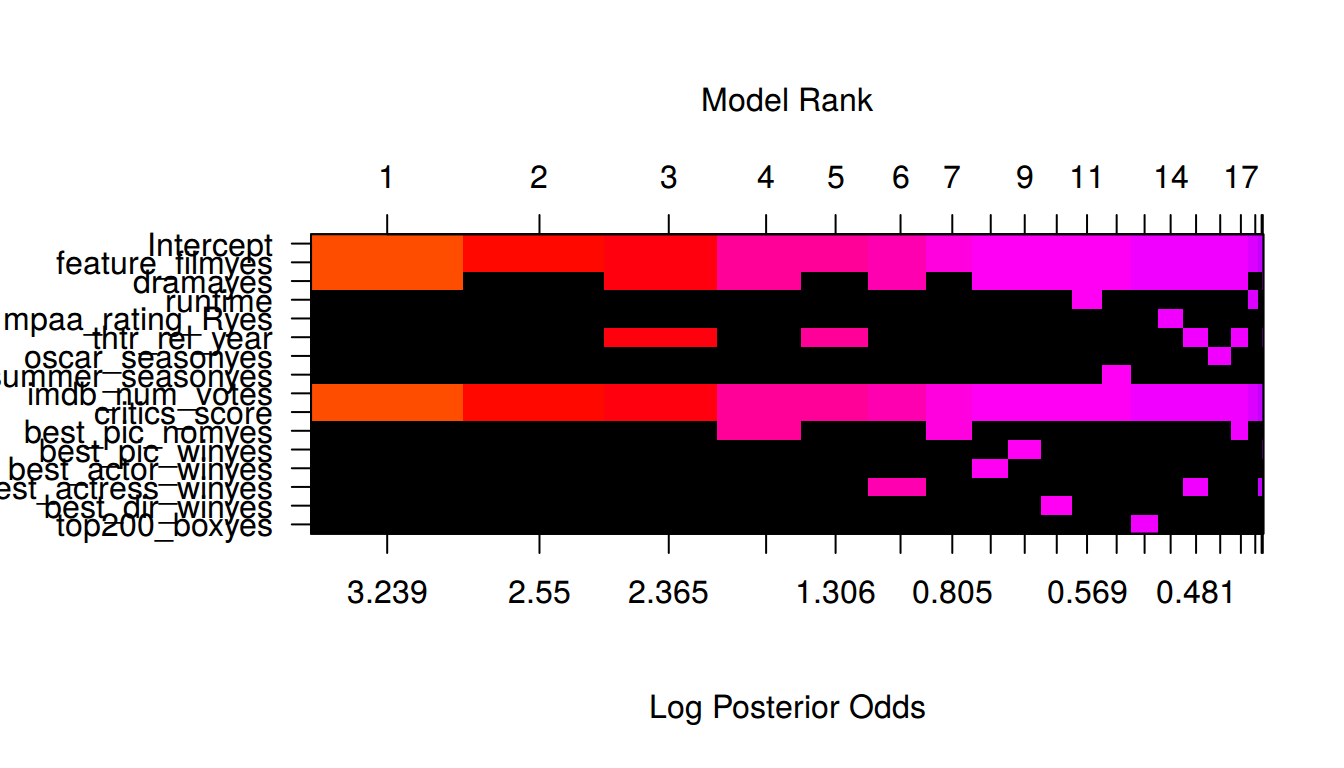 Model Rank
1 2 3 4 5 6 7 9 11 14 17
Intercept
feature_filmyes
dramayes
runtime
mpaa_rating_Ryes
thtr_rel_year
oscar_seasonyes
summer_seasonyes
imdb_num_votes
critics_score
best_pic_nomyes
best_pic_winyes
best_actor_winyes
est_actress_winyes
best_dir_winyes
top200_boxyes
3.239 2.55 2.365 1.306 0.805 0.569 0.481
Log Posterior Odds